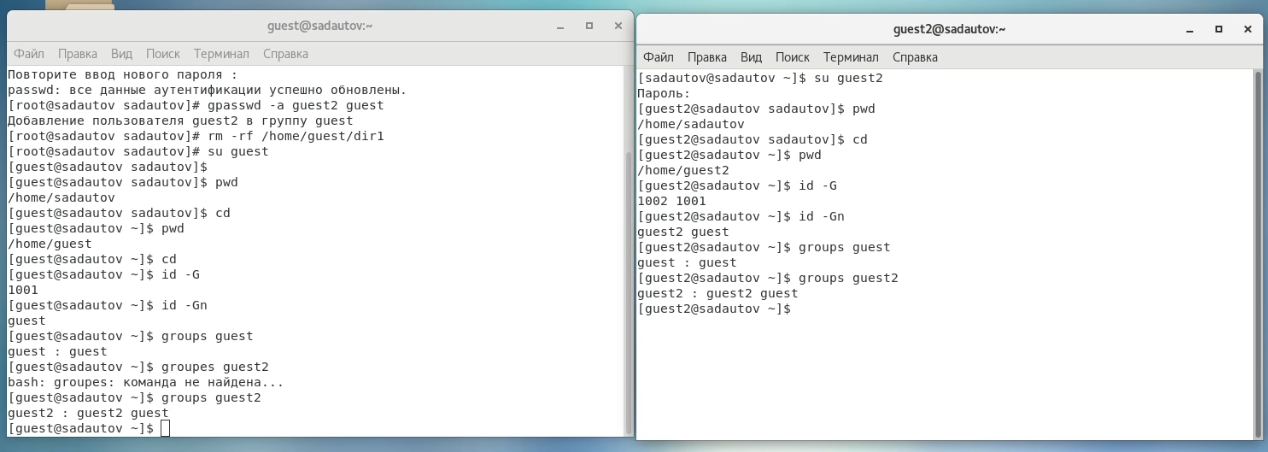 guest@sadautov:~
Файл Правка Вид Поиск Терминал Справка
Повторите ввод нового пароля :
passwd: все данные аутентификации успешно обновлены.
[root@sadautov sadautov]# gpasswd -a guest2 guest
Добавление пользователя guest2 в группу guest
[root@sadautov sadautov]# rm -rf /home/guest/dir1
[root@sadautov sadautov]# su guest
[guest@sadautov sadautov]$
[guest@sadautov sadautov]$ pwd
/home/sadautov
[guest@sadautov sadautov]$ cd
[guest@sadautov ~]$ pwd
/home/guest
[guest@sadautov ~]$ cd
[guest@sadautov ~]$ id -G
1001
[guest@sadautov ~]$ id -Gn
guest
[guest@sadautov ~]$ groups guest
guest : guest
[guest@sadautov ~]$ groupes guest2
bash: groupes: команда не найдена...
[guest@sadautov ~]$ groups guest2
guest2 : guest2 guest
[guest@sadautov ~]$
guest2@sadautov:~
Файл Правка Вид Поиск Терминал Справка
[sadautov@sadautov ~]$ su guest2
Пароль:
[guest2@sadautov sadautov]$ pwd
/home/sadautov
[guest2@sadautov sadautov]$ cd
[guest2@sadautov ~]$ pwd
/home/guest2
[guest2@sadautov ~]$ id -G
1002 1001
[guest2@sadautov ~]$ id -Gn
guest2 guest
[guest2@sadautov ~]$ groups guest
guest : guest
[guest2@sadautov ~]$ groups guest2
guest2 : guest2 guest
[guest2@sadautov ~]$